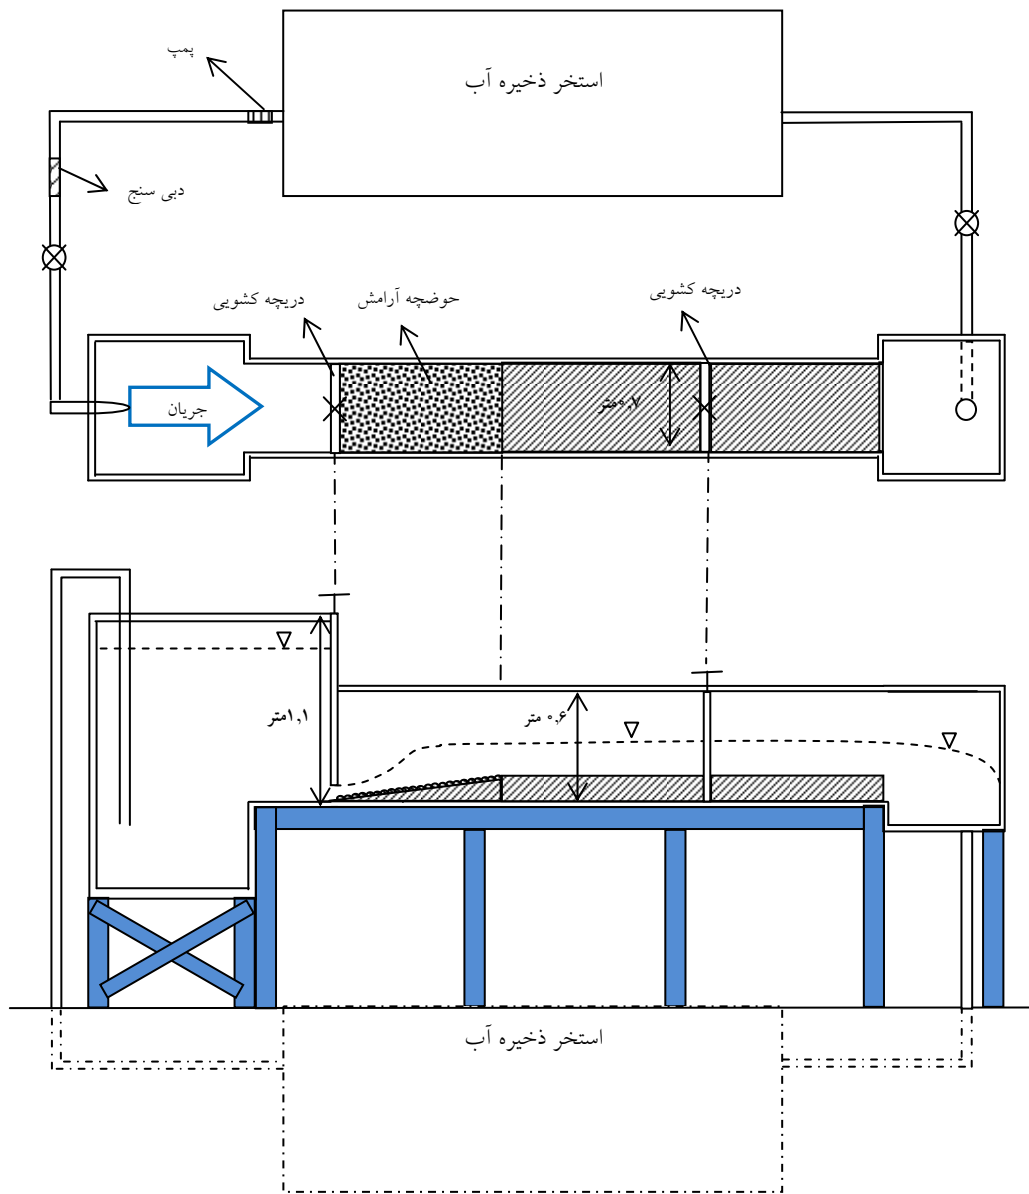 پمپ
استخر ذخیره آب
دبی سنج
دریچه کشویی
حوضچه آرامش
دریچه کشویی
جریان
۰,۷متر
۱,۱متر
۰,۶ متر
استخر ذخیره آب